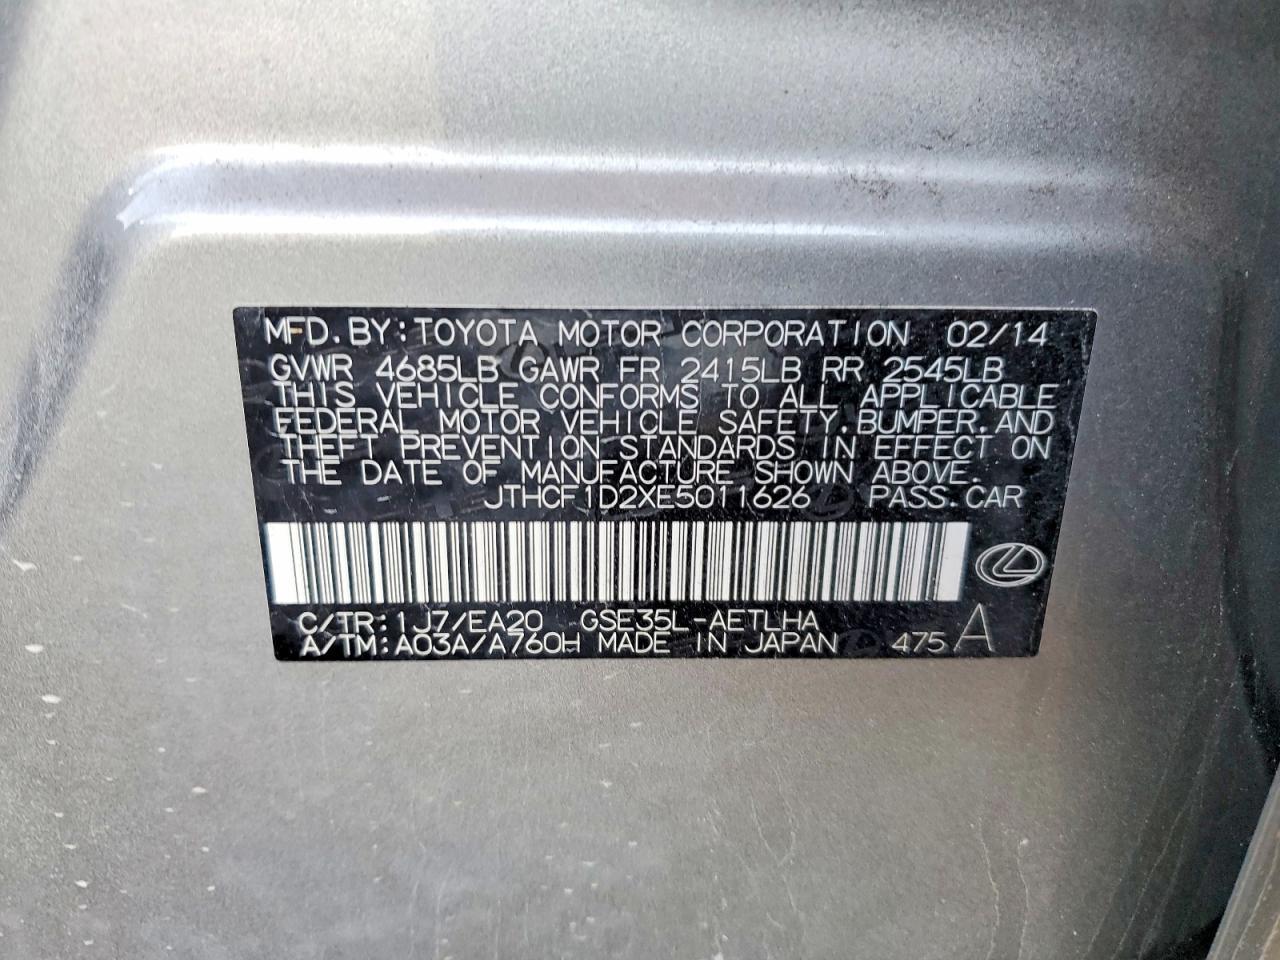 MFD. BY: TOYOTA MOTOR CORPORATION 02/14
GVWR 4685LB GAWR FR 2415LB RR 2545LB
THIS VEHICLE CONFORMS TO ALL APPLICABLE
FEDERAL MOTOR VEHICLE SAFETY, BUMPER, AND
THEFT PREVENTION STANDARDS IN EFFECT ON
THE DATE OF MANUFACTURE SHOWN ABOVE.
JTHCF1D2XE5011626 PASS. CAR
C/TR: 1J7/EA20 GSE35L-AETLHA
A/TM: A03A/A760H MADE IN JAPAN 475 A